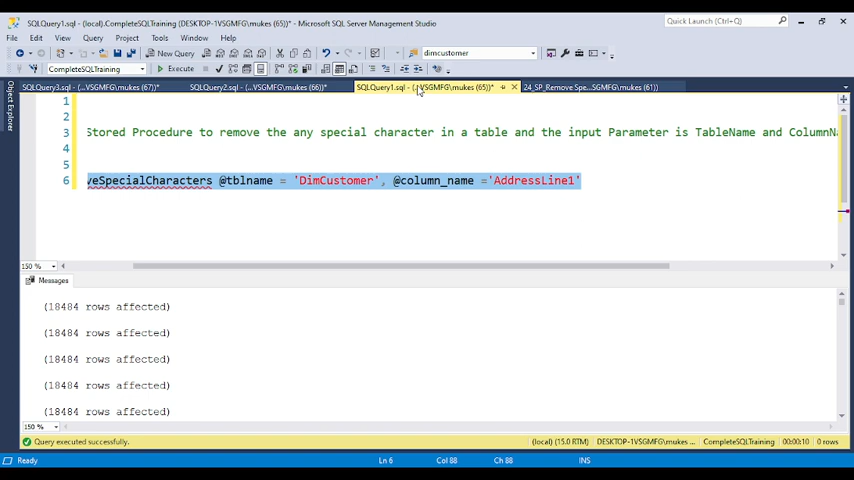 SQLQuery1.sql - (local).CompleteSQLTraining (DESKTOP-1VSGMFG\mukes (65))* - Microsoft SQL Server Management Studio
Quick Launch (Ctrl+Q)
File Edit View Query Project Tools Window Help
New Query
dimcustomer
CompleteSQLTraining
Execute
SQLQuery3.sql - (...VSGMFG\mukes (67))*
SQLQuery2.sql - (...VSGMFG\mukes (66))*
SQLQuery1.sql - (...VSGMFG\mukes (65))*
24_SP_Remove Spe...SGMFG\mukes (61))
Object Explorer
1
2
3 Stored Procedure to remove the any special character in a table and the input Parameter is TableName and ColumnNa
4
5
6 veSpecialCharacters @tblname = 'DimCustomer', @column_name ='AddressLine1'
150 %
Messages
(18484 rows affected)
(18484 rows affected)
(18484 rows affected)
(18484 rows affected)
(18484 rows affected)
150 %
Query executed successfully.
(local) (15.0 RTM)
DESKTOP-1VSGMFG\mukes ...
CompleteSQLTraining
00:00:10
0 rows
Ready
Ln 6
Col 88
Ch 88
INS